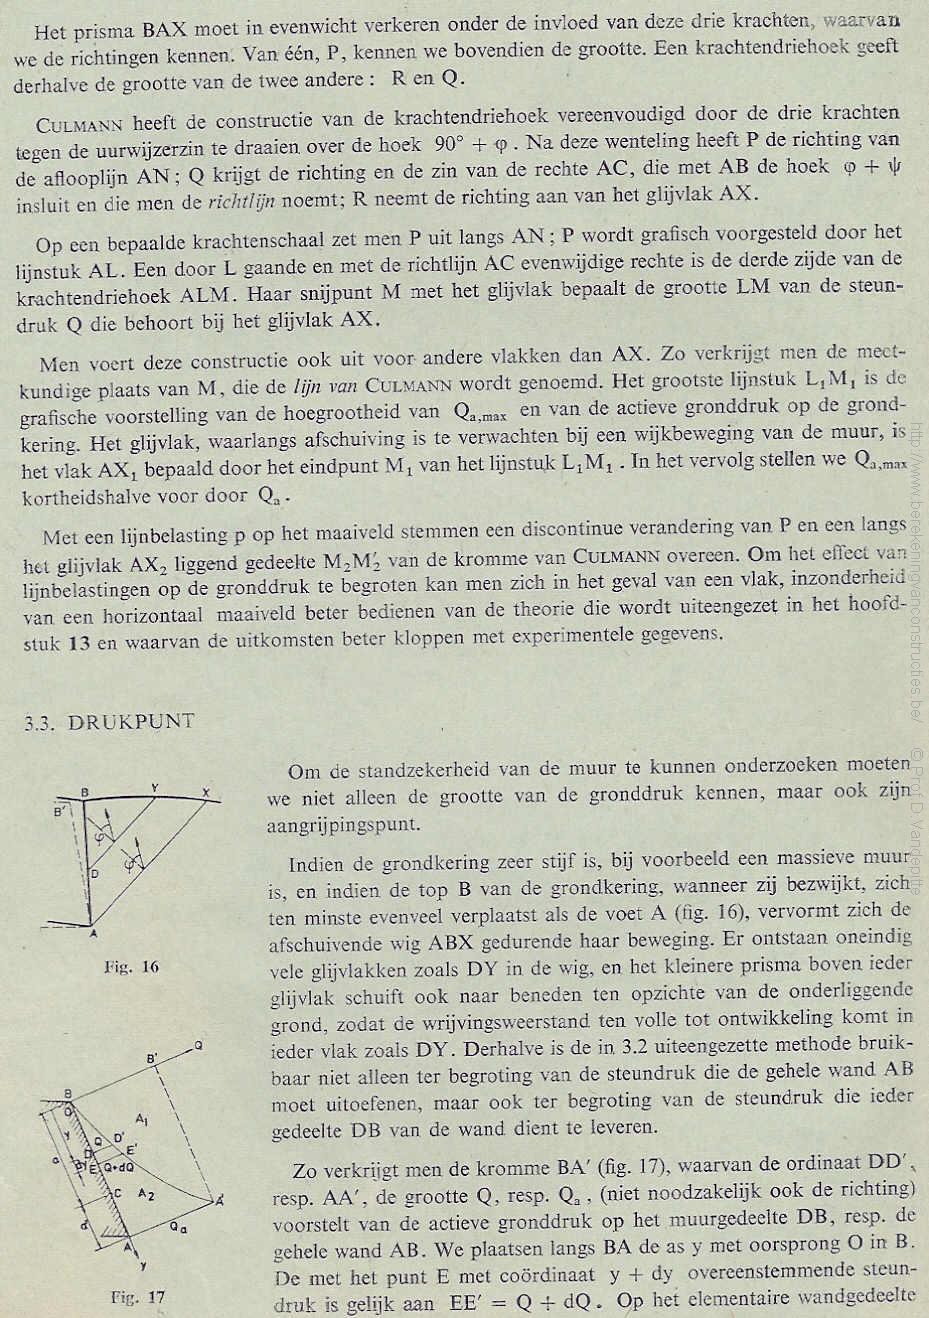 Het prisma BAX moet in evenwicht verkeren onder de invloed van deze drie krachten, waarvan
we de richtingen kennen. Van één, P, kennen we bovendien de grootte. Een krachtendriehoek geeft
derhalve de grootte van de twee andere : R en Q.
CULMANN heeft de constructie van de krachtendriehoek vereenvoudigd door de drie krachten
tegen de uurwijzerzin te draaien over de hoek 90° + φ . Na deze wenteling heeft P de richting van
de aflooplijn AN ; Q krijgt de richting en de zin van de rechte AC, die met AB de hoek φ + ψ
insluit en die men de richtlijn noemt; R neemt de richting aan van het glijvlak AX.
Op een bepaalde krachtenschaal zet men P uit langs AN ; P wordt grafisch voorgesteld door het
lijnstuk AL. Een door L gaande en met de richtlijn AC evenwijdige rechte is de derde zijde van de
krachtendriehoek ALM. Haar snijpunt M met het glijvlak bepaalt de grootte LM van de steun-
druk Q die behoort bij het glijvlak AX.
Men voert deze constructie ook uit voor andere vlakken dan AX. Zo verkrijgt men de meet-
kundige plaats van M, die de lijn van CULMANN wordt genoemd. Het grootste lijnstuk L₁M₁ is de
grafische voorstelling van de hoegrootheid van Qa,max en van de actieve gronddruk op de grond-
kering. Het glijvlak, waarlangs afschuiving is te verwachten bij een wijkbeweging van de muur, is
het vlak AX₁ bepaald door het eindpunt M₁ van het lijnstuk L₁M₁ . In het vervolg stellen we Qa,max
kortheidshalve voor door Qa .
Met een lijnbelasting p op het maaiveld stemmen een discontinue verandering van P en een langs
het glijvlak AX₂ liggend gedeelte M₂M₂′ van de kromme van CULMANN overeen. Om het effect van
lijnbelastingen op de gronddruk te begroten kan men zich in het geval van een vlak, inzonderheid
van een horizontaal maaiveld beter bedienen van de theorie die wordt uiteengezet in het hoofd-
stuk 13 en waarvan de uitkomsten beter kloppen met experimentele gegevens.
3.3. DRUKPUNT
Om de standzekerheid van de muur te kunnen onderzoeken moeten
we niet alleen de grootte van de gronddruk kennen, maar ook zijn
aangrijpingspunt.
Indien de grondkering zeer stijf is, bij voorbeeld een massieve muur
is, en indien de top B van de grondkering, wanneer zij bezwijkt, zich
ten minste evenveel verplaatst als de voet A (fig. 16), vervormt zich de
afschuivende wig ABX gedurende haar beweging. Er ontstaan oneindig
vele glijvlakken zoals DY in de wig, en het kleinere prisma boven ieder
glijvlak schuift ook naar beneden ten opzichte van de onderliggende
grond, zodat de wrijvingsweerstand ten volle tot ontwikkeling komt in
ieder vlak zoals DY. Derhalve is de in 3.2 uiteengezette methode bruik-
baar niet alleen ter begroting van de steundruk die de gehele wand AB
moet uitoefenen, maar ook ter begroting van de steundruk die ieder
gedeelte DB van de wand dient te leveren.
Zo verkrijgt men de kromme BA′ (fig. 17), waarvan de ordinaat DD′,
resp. AA′, de grootte Q, resp. Qa , (niet noodzakelijk ook de richting)
voorstelt van de actieve gronddruk op het muurgedeelte DB, resp. de
gehele wand AB. We plaatsen langs BA de as y met oorsprong O in B.
De met het punt E met coördinaat y + dy overeenstemmende steun-
druk is gelijk aan EE′ = Q + dQ. Op het elementaire wandgedeelte
B
Y
X
B'
φ
D
φ
A
Fig. 16
Q
B'
B
O
A₁
y
Q
D'
D
E'
a
E
Q+dQ
C
A₂
A'
d
Qa
A
y
Fig. 17
http://www.berekeningvanconstructies.be/ © Prof D Vandepitte